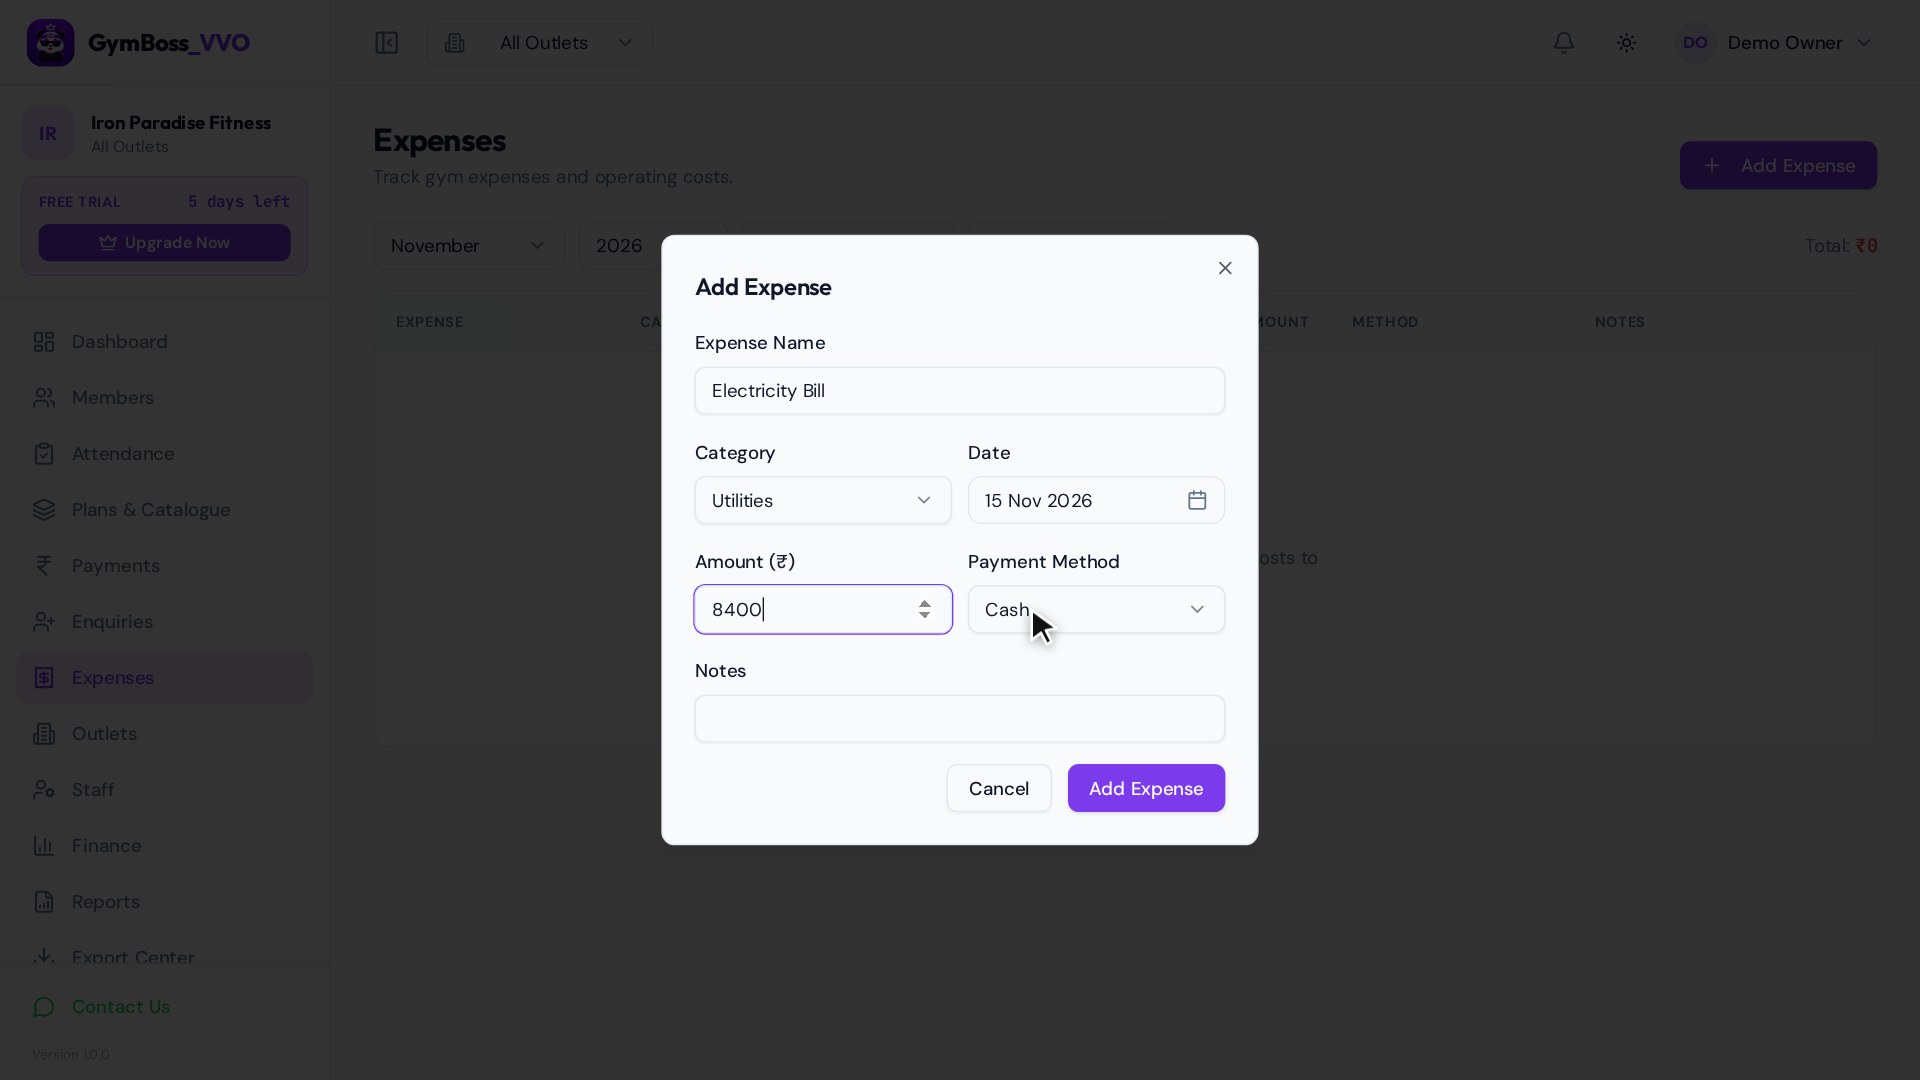 GymBoss_VVO
All Outlets
DO Demo Owner
IR
Iron Paradise Fitness
All Outlets
FREE TRIAL 5 days left
Upgrade Now
Dashboard
Members
Attendance
Plans & Catalogue
Payments
Enquiries
Expenses
Outlets
Staff
Finance
Reports
Export Center
Contact Us
Version 1.0.0
Expenses
Track gym expenses and operating costs.
Add Expense
November
2026
Total: ₹0
EXPENSE
METHOD
NOTES
costs to
Add Expense
Expense Name
Electricity Bill
Category Date
Utilities 15 Nov 2026
Amount (₹) Payment Method
8400 Cash
Notes
Cancel Add Expense